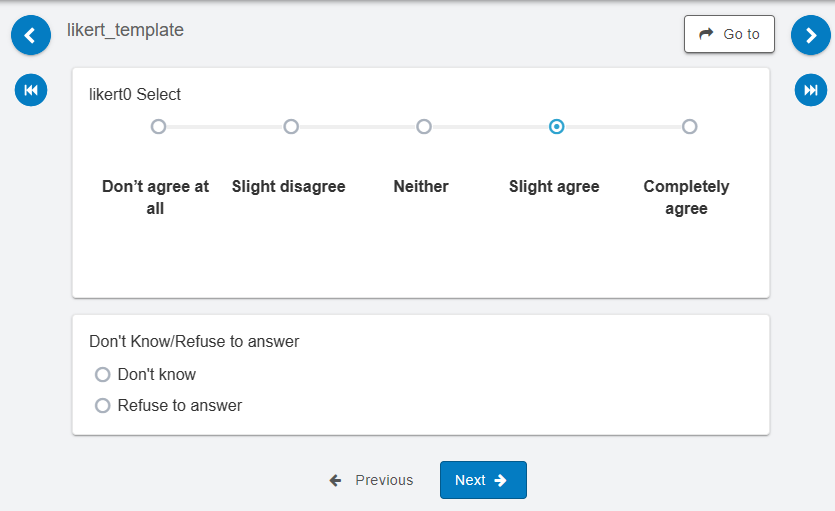 likert_template
Go to
likert0 Select
Don’t agree at all
Slight disagree
Neither
Slight agree
Completely agree
Don't Know/Refuse to answer
Don't know
Refuse to answer
Previous
Next